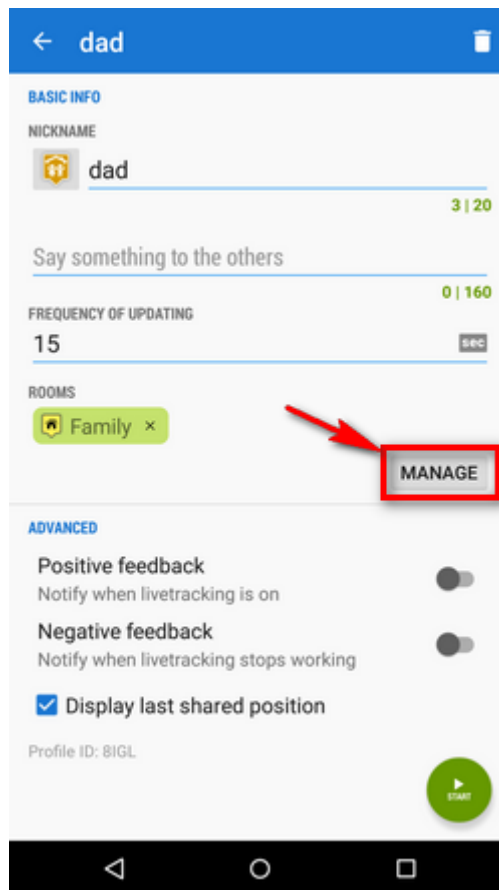 dad
BASIC INFO
NICKNAME
dad
3 | 20
Say something to the others
0 | 160
FREQUENCY OF UPDATING
15 sec
ROOMS
Family ×
MANAGE
ADVANCED
Positive feedback
Notify when livetracking is on
Negative feedback
Notify when livetracking stops working
Display last shared position
Profile ID: 8IGL
START